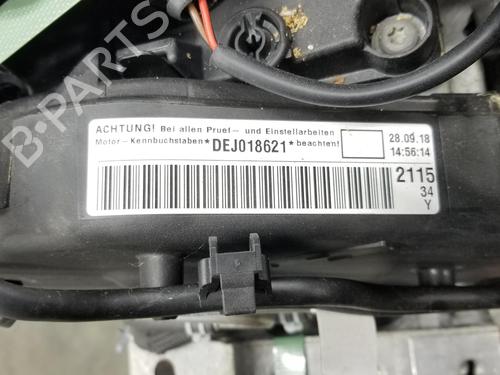 B-PARTS
ACHTUNG! Bei allen Pruef- und Einstellarbeiten
Motor-Kennbuchstaben *DEJ018621* beachten!
28.09.18
14:56:14
2115
34
Y